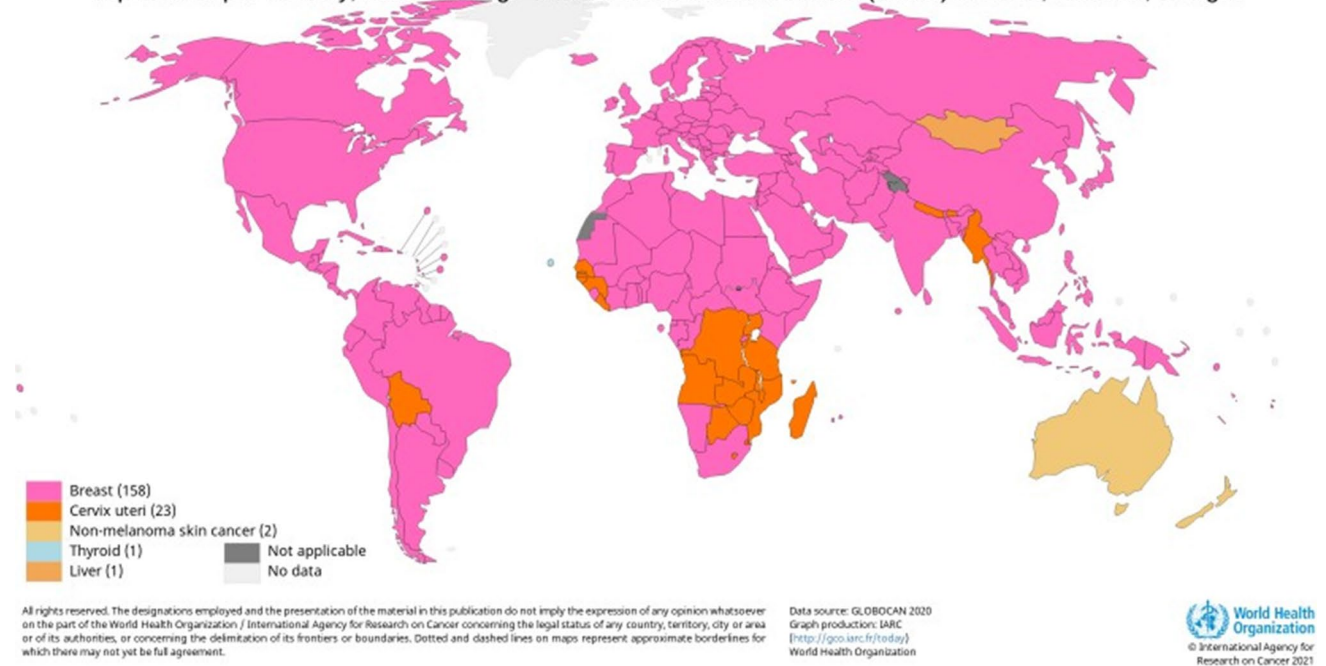 Breast (158)
Cervix uteri (23)
Non-melanoma skin cancer (2)
Thyroid (1)
Liver (1)
Not applicable
No data
All rights reserved. The designations employed and the presentation of the material in this publication do not imply the expression of any opinion whatsoever
on the part of the World Health Organization / International Agency for Research on Cancer concerning the legal status of any country, territory, city or area
or of its authorities, or concerning the delimitation of its frontiers or boundaries. Dotted and dashed lines on maps represent approximate borderlines for
which there may not yet be full agreement.
Data source: GLOBOCAN 2020
Graph production: IARC
(http://gco.iarc.fr/today)
World Health Organization
World Health
Organization
© International Agency for
Research on Cancer 2021